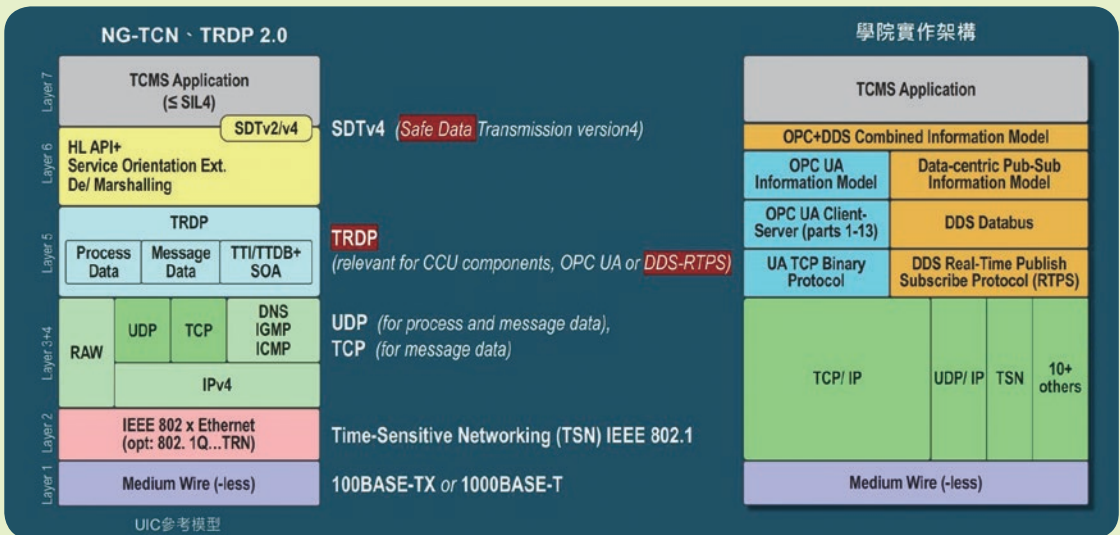 NG-TCN、TRDP 2.0
Layer 7
TCMS Application
(≤ SIL4)
SDTv2/v4
Layer 6
HL API+
Service Orientation Ext.
De/ Marshalling
Layer 5
TRDP
Process
Data
Message
Data
TTI/TTDB+
SOA
Layer 3+4
RAW
UDP
TCP
DNS
IGMP
ICMP
IPv4
Layer 2
IEEE 802 x Ethernet
(opt: 802. 1Q...TRN)
Layer 1
Medium Wire (-less)
UIC參考模型
SDTv4 (Safe Data Transmission version4)
TRDP
(relevant for CCU components, OPC UA or DDS-RTPS)
UDP (for process and message data),
TCP (for message data)
Time-Sensitive Networking (TSN) IEEE 802.1
100BASE-TX or 1000BASE-T
學院實作架構
TCMS Application
OPC+DDS Combined Information Model
OPC UA
Information Model
Data-centric Pub-Sub
Information Model
OPC UA Client-
Server (parts 1-13)
DDS Databus
UA TCP Binary
Protocol
DDS Real-Time Publish
Subscribe Protocol (RTPS)
TCP/ IP
UDP/ IP
TSN
10+
others
Medium Wire (-less)